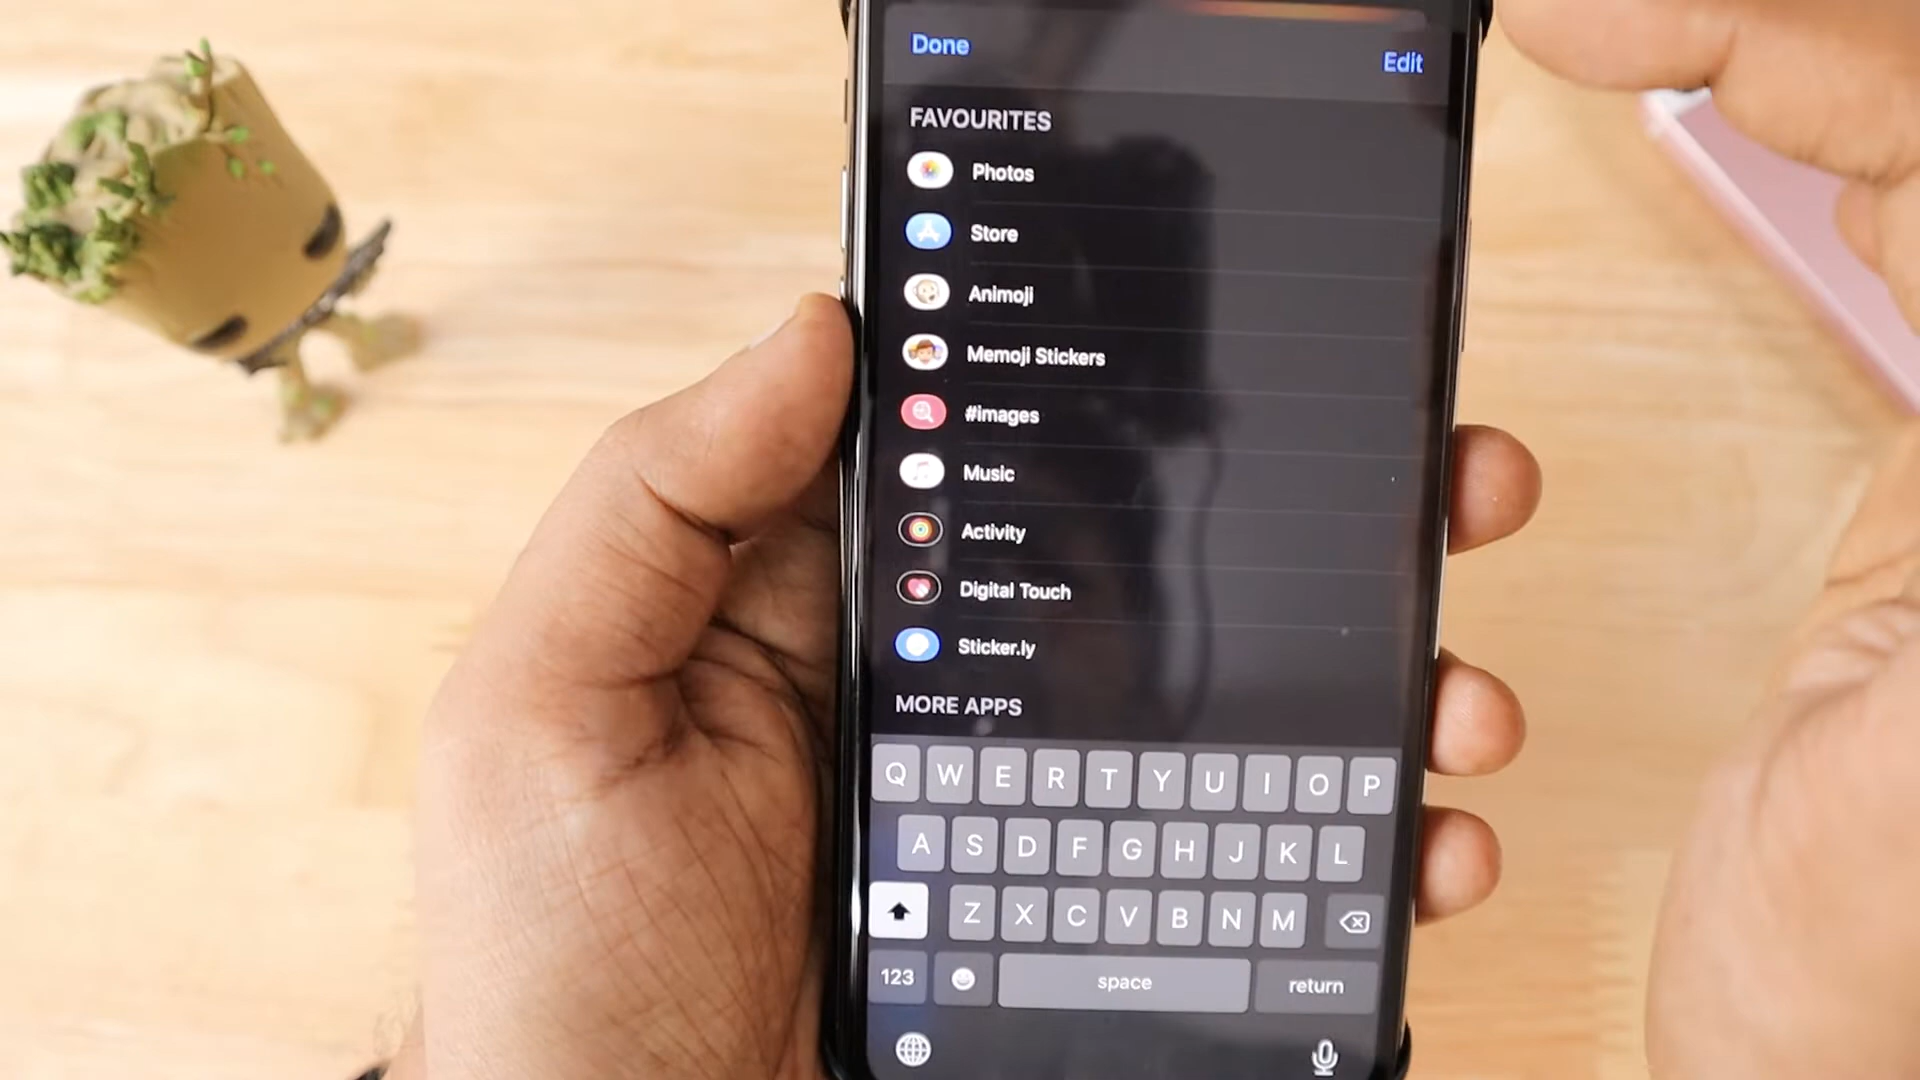 Done
Edit
FAVOURITES
Photos
Store
Animoji
Memoji Stickers
#images
Music
Activity
Digital Touch
Sticker.ly
MORE APPS
Q W E R T Y U I O P
A S D F G H J K L
Z X C V B N M
123 space return